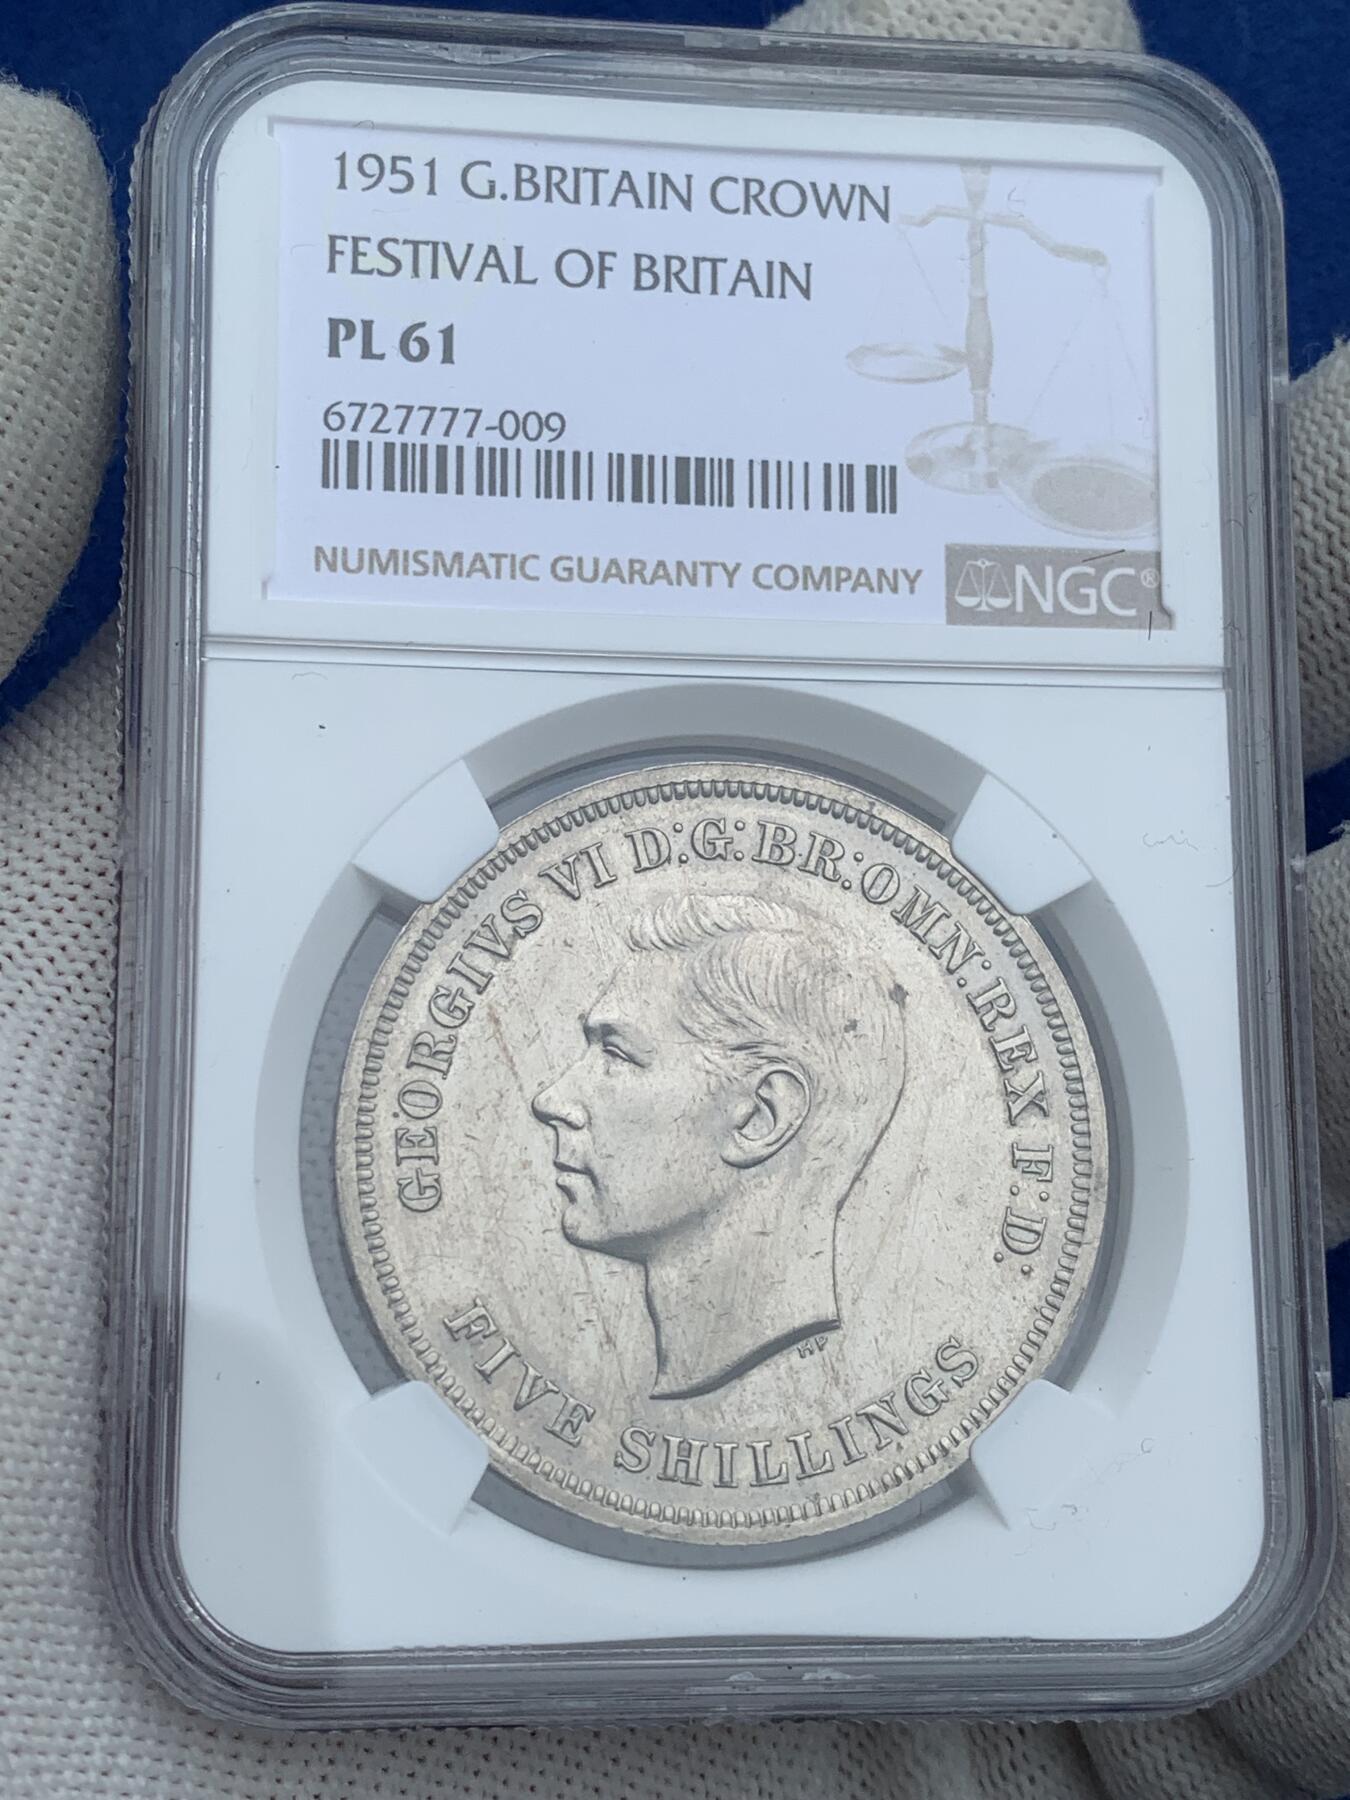 1951 G.BRITAIN CROWN
FESTIVAL OF BRITAIN
PL 61
6727777-009
NUMISMATIC GUARANTY COMPANY
NGC®
GEORGIVS VI D:G:BR:OMN:REX F:D:
HP
FIVE SHILLINGS